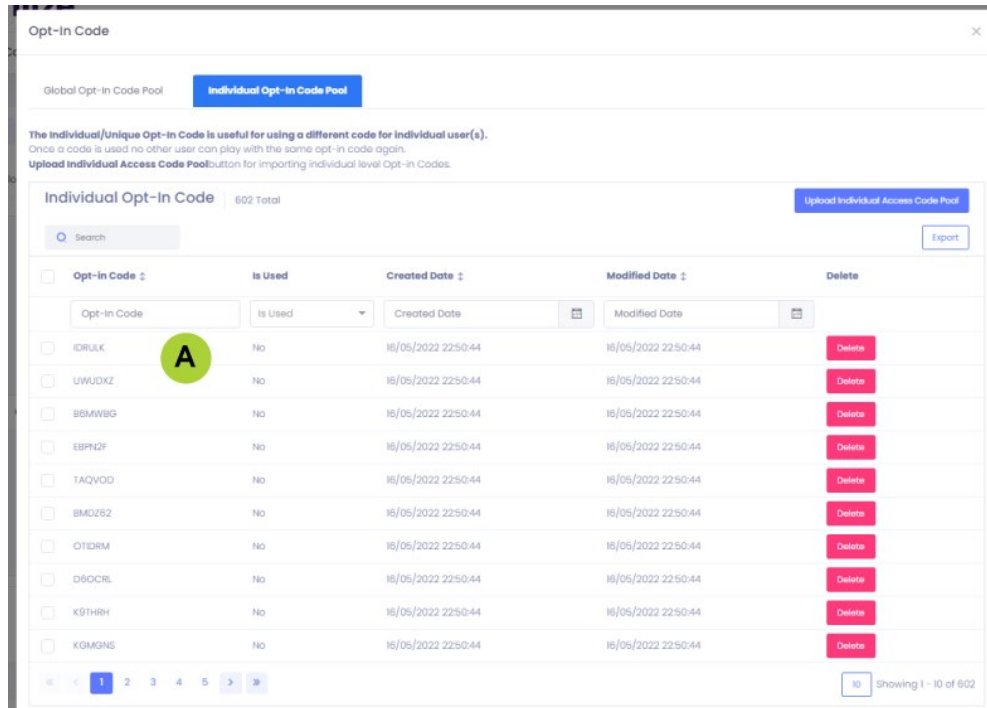 Opt-In Code
Global Opt-In Code Pool Individual Opt-In Code Pool
The Individual/Unique Opt-In Code is useful for using a different code for individual user(s).
Once a code is used no other user can play with the same opt-in code again.
Upload Individual Access Code Poolbutton for importing individual level Opt-in Codes.
Individual Opt-In Code 602 Total Upload Individual Access Code Pool
Search Export
Opt-in Code Is Used Created Date Modified Date Delete
Opt-In Code Is Used Created Date Modified Date
IDRULK No 16/05/2022 22:50:44 16/05/2022 22:50:44 Delete
A
UWUDXZ No 16/05/2022 22:50:44 16/05/2022 22:50:44 Delete
B6MWBG No 16/05/2022 22:50:44 16/05/2022 22:50:44 Delete
EBPN2F No 16/05/2022 22:50:44 16/05/2022 22:50:44 Delete
TAQVOD No 16/05/2022 22:50:44 16/05/2022 22:50:44 Delete
BMDZ62 No 16/05/2022 22:50:44 16/05/2022 22:50:44 Delete
OTIDRM No 16/05/2022 22:50:44 16/05/2022 22:50:44 Delete
D6OCRL No 16/05/2022 22:50:44 16/05/2022 22:50:44 Delete
K9THRH No 16/05/2022 22:50:44 16/05/2022 22:50:44 Delete
KGMGNS No 16/05/2022 22:50:44 16/05/2022 22:50:44 Delete
« < 1 2 3 4 5 > » 10 Showing 1 - 10 of 602